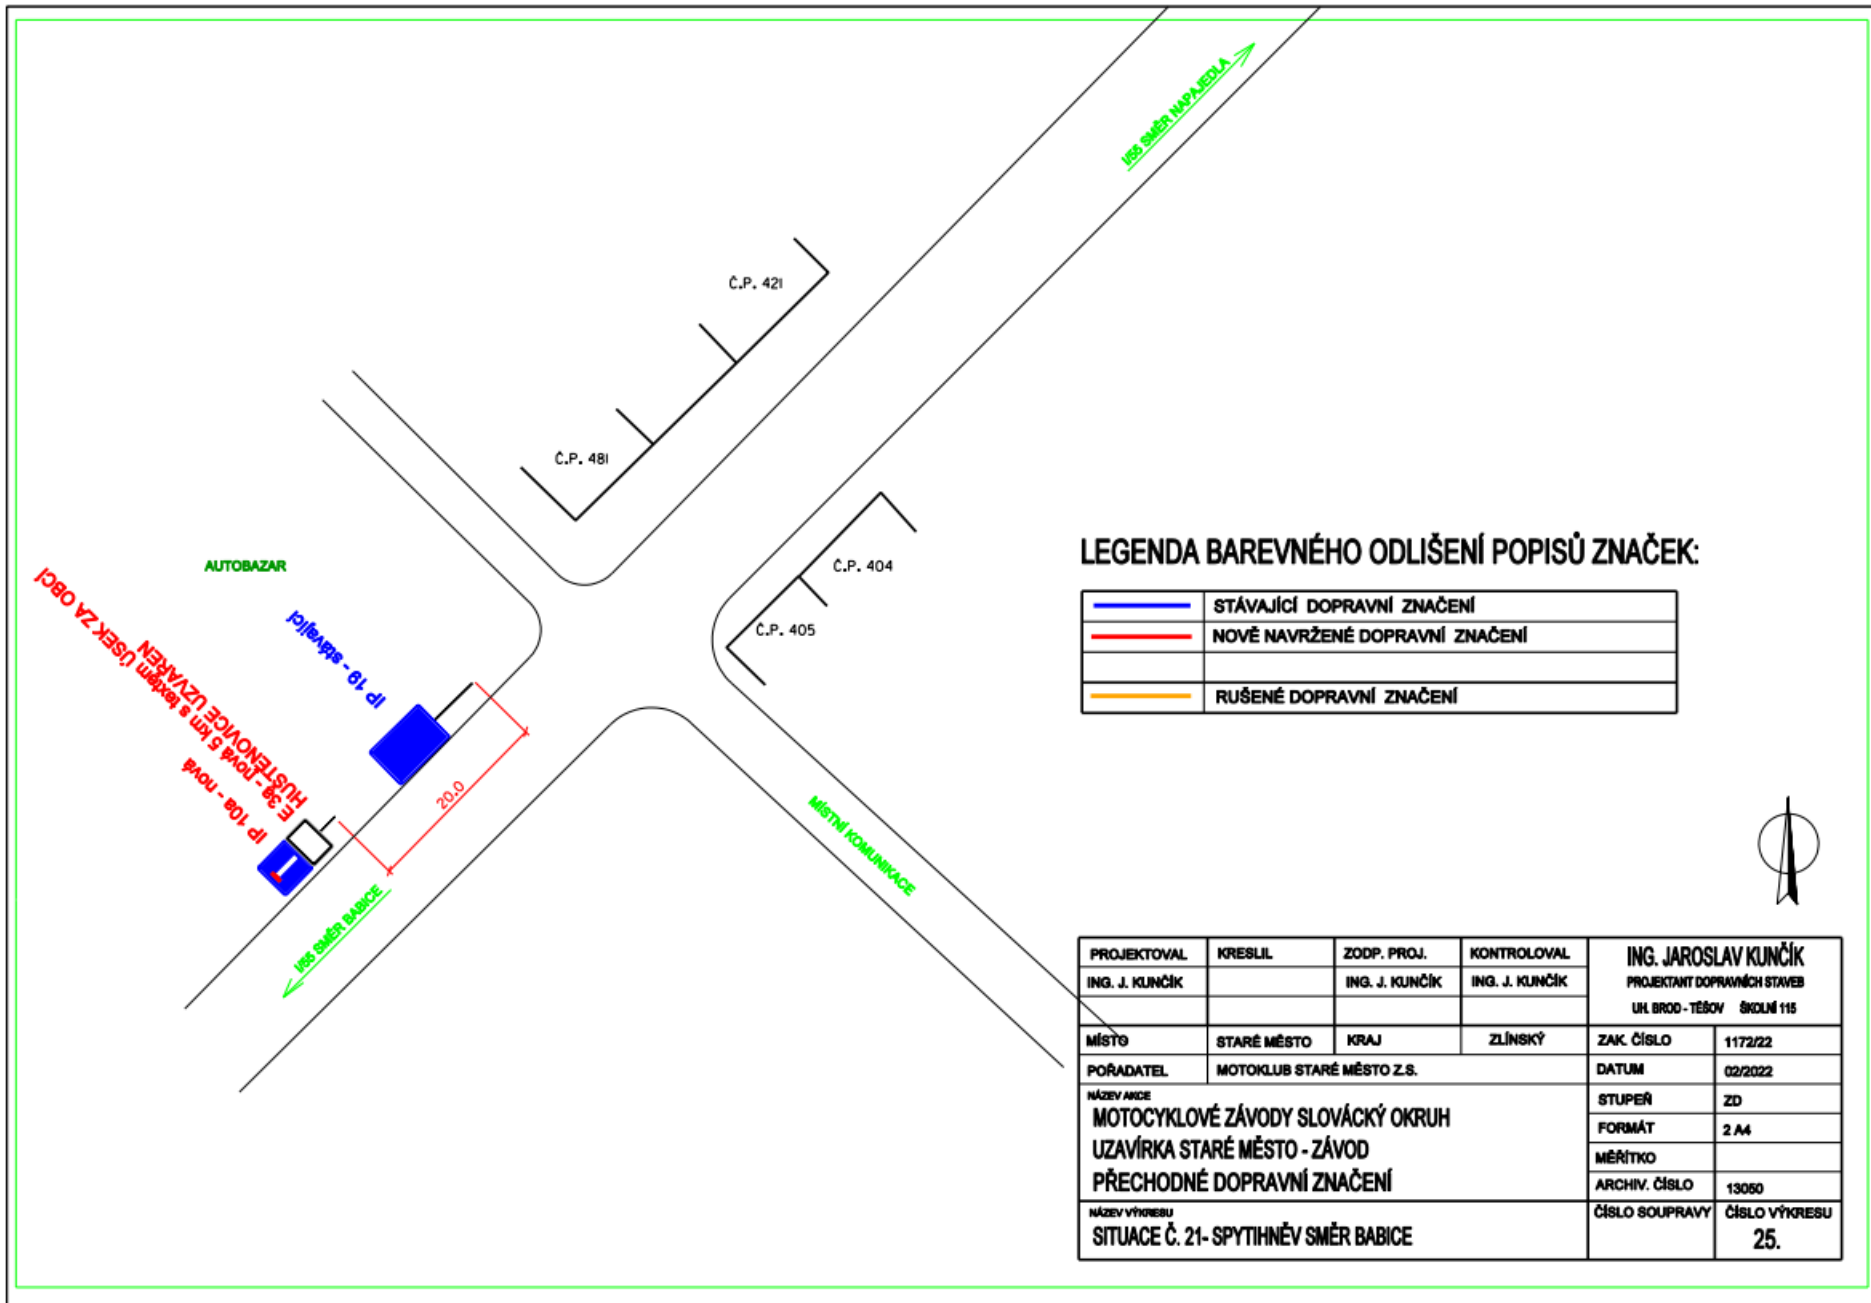 I/55 SMĚR NAPAJEDLA
Č.P. 421
Č.P. 481
AUTOBAZAR
Č.P. 404
Č.P. 405
IP 19 - stávající
E 3a - nová 5 km s textem ÚSEK ZA OBCÍ
HUŠTĚNOVICE UZVAŘEN
IP 10a - nová
20.0
I/55 SMĚR BABICE
MÍSTNÍ KOMUNIKACE
LEGENDA BAREVNÉHO ODLIŠENÍ POPISŮ ZNAČEK:
STÁVAJÍCÍ DOPRAVNÍ ZNAČENÍ
NOVĚ NAVRŽENÉ DOPRAVNÍ ZNAČENÍ
RUŠENÉ DOPRAVNÍ ZNAČENÍ
PROJEKTOVAL KRESLIL ZODP. PROJ. KONTROLOVAL
ING. J. KUNČÍK ING. J. KUNČÍK ING. J. KUNČÍK
ING. JAROSLAV KUNČÍK
PROJEKTANT DOPRAVNÍCH STAVEB
UH. BROD - TĚŠOV ŠKOLNÍ 115
MÍSTO STARÉ MĚSTO KRAJ ZLÍNSKÝ
ZAK. ČÍSLO 1172/22
POŘADATEL MOTOKLUB STARÉ MĚSTO Z.S.
DATUM 02/2022
NÁZEV AKCE
MOTOCYKLOVÉ ZÁVODY SLOVÁCKÝ OKRUH
UZAVÍRKA STARÉ MĚSTO - ZÁVOD
PŘECHODNÉ DOPRAVNÍ ZNAČENÍ
STUPEŇ ZD
FORMÁT 2 A4
MĚŘÍTKO
ARCHIV. ČÍSLO 13050
NÁZEV VÝKRESU
SITUACE Č. 21- SPYTIHNĚV SMĚR BABICE
ČÍSLO SOUPRAVY ČÍSLO VÝKRESU
25.